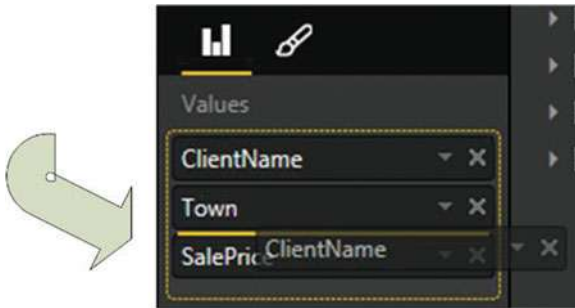 Values
ClientName
Town
SalePrice
ClientName